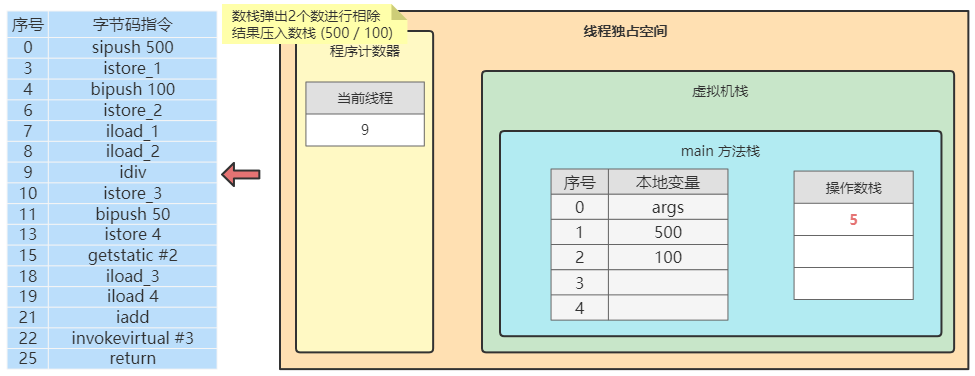 序号 字节码指令
0 sipush 500
3 istore_1
4 bipush 100
6 istore_2
7 iload_1
8 iload_2
9 idiv
10 istore_3
11 bipush 50
13 istore 4
15 getstatic #2
18 iload_3
19 iload 4
21 iadd
22 invokevirtual #3
25 return
数栈弹出2个数进行相除
结果压入数栈 (500 / 100)
程序计数器
当前线程
9
线程独占空间
虚拟机栈
main 方法栈
序号 本地变量
0 args
1 500
2 100
3
4
操作数栈
5